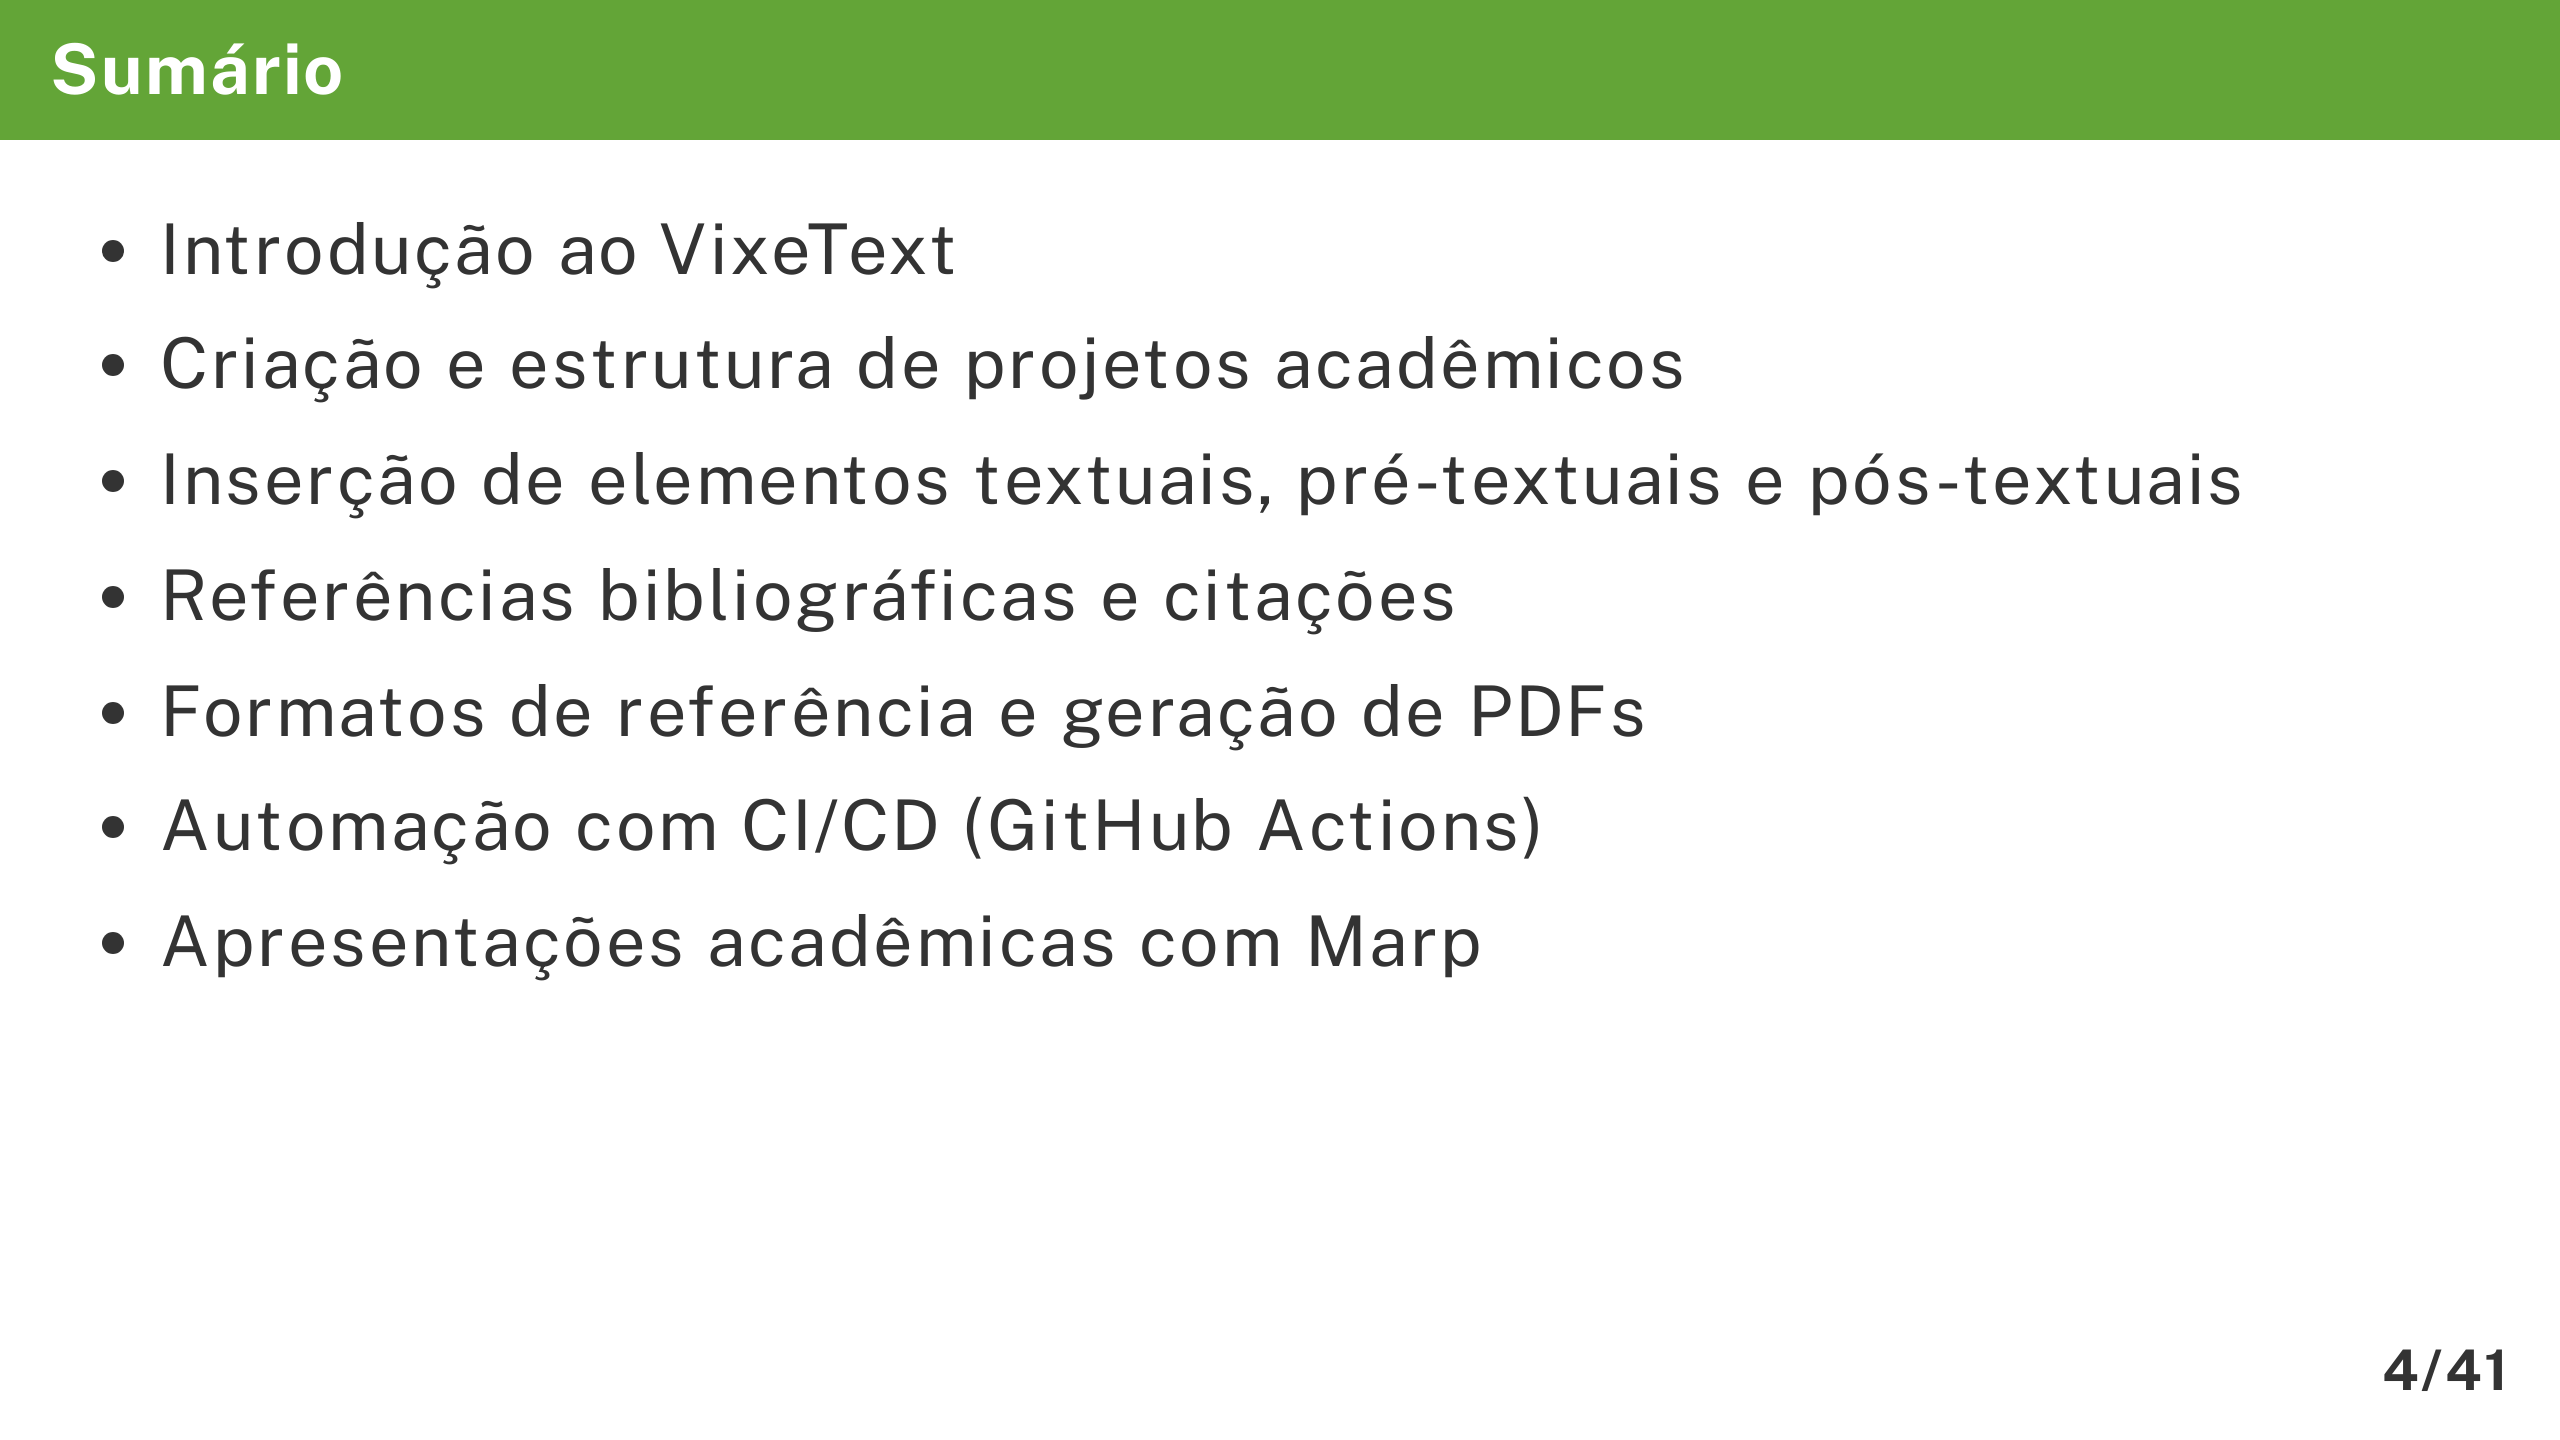 Sumário
• Introdução ao VixeText
• Criação e estrutura de projetos acadêmicos
• Inserção de elementos textuais, pré-textuais e pós-textuais
• Referências bibliográficas e citações
• Formatos de referência e geração de PDFs
• Automação com CI/CD (GitHub Actions)
• Apresentações acadêmicas com Marp
4/41